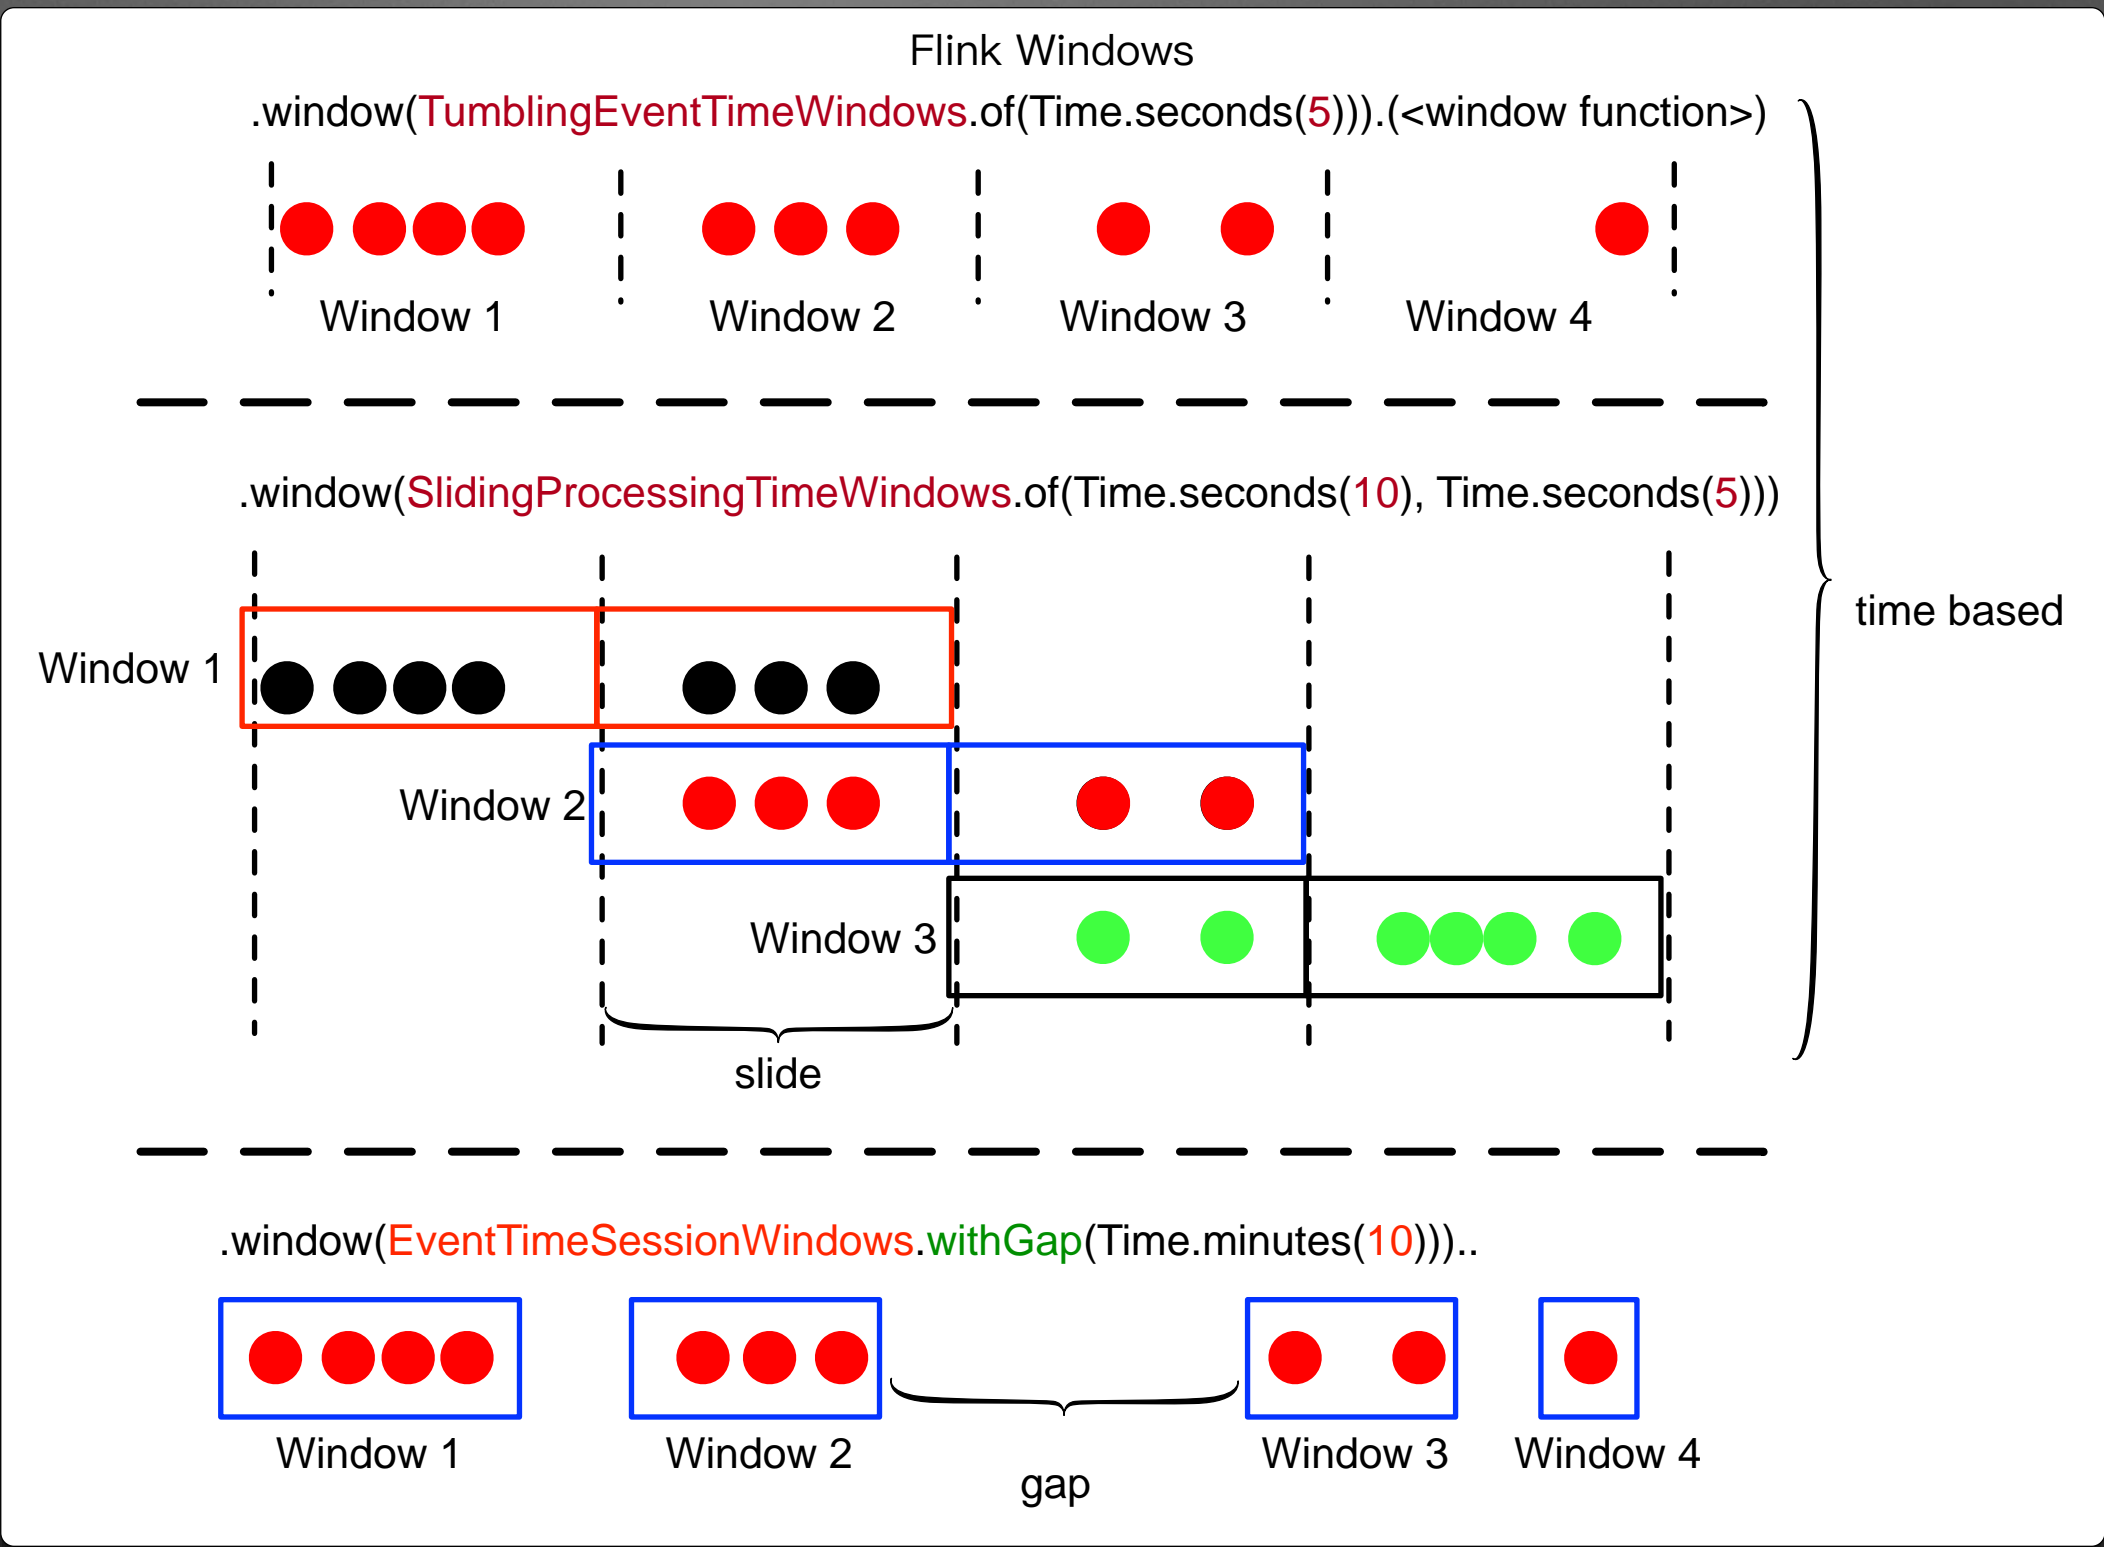 Flink Windows
.window(TumblingEventTimeWindows.of(Time.seconds(5))).(<window function>)
Window 1
Window 2
Window 3
Window 4
.window(SlidingProcessingTimeWindows.of(Time.seconds(10), Time.seconds(5)))
time based
Window 1
Window 2
Window 3
slide
.window(EventTimeSessionWindows.withGap(Time.minutes(10)))..
Window 1
Window 2
Window 3
Window 4
gap